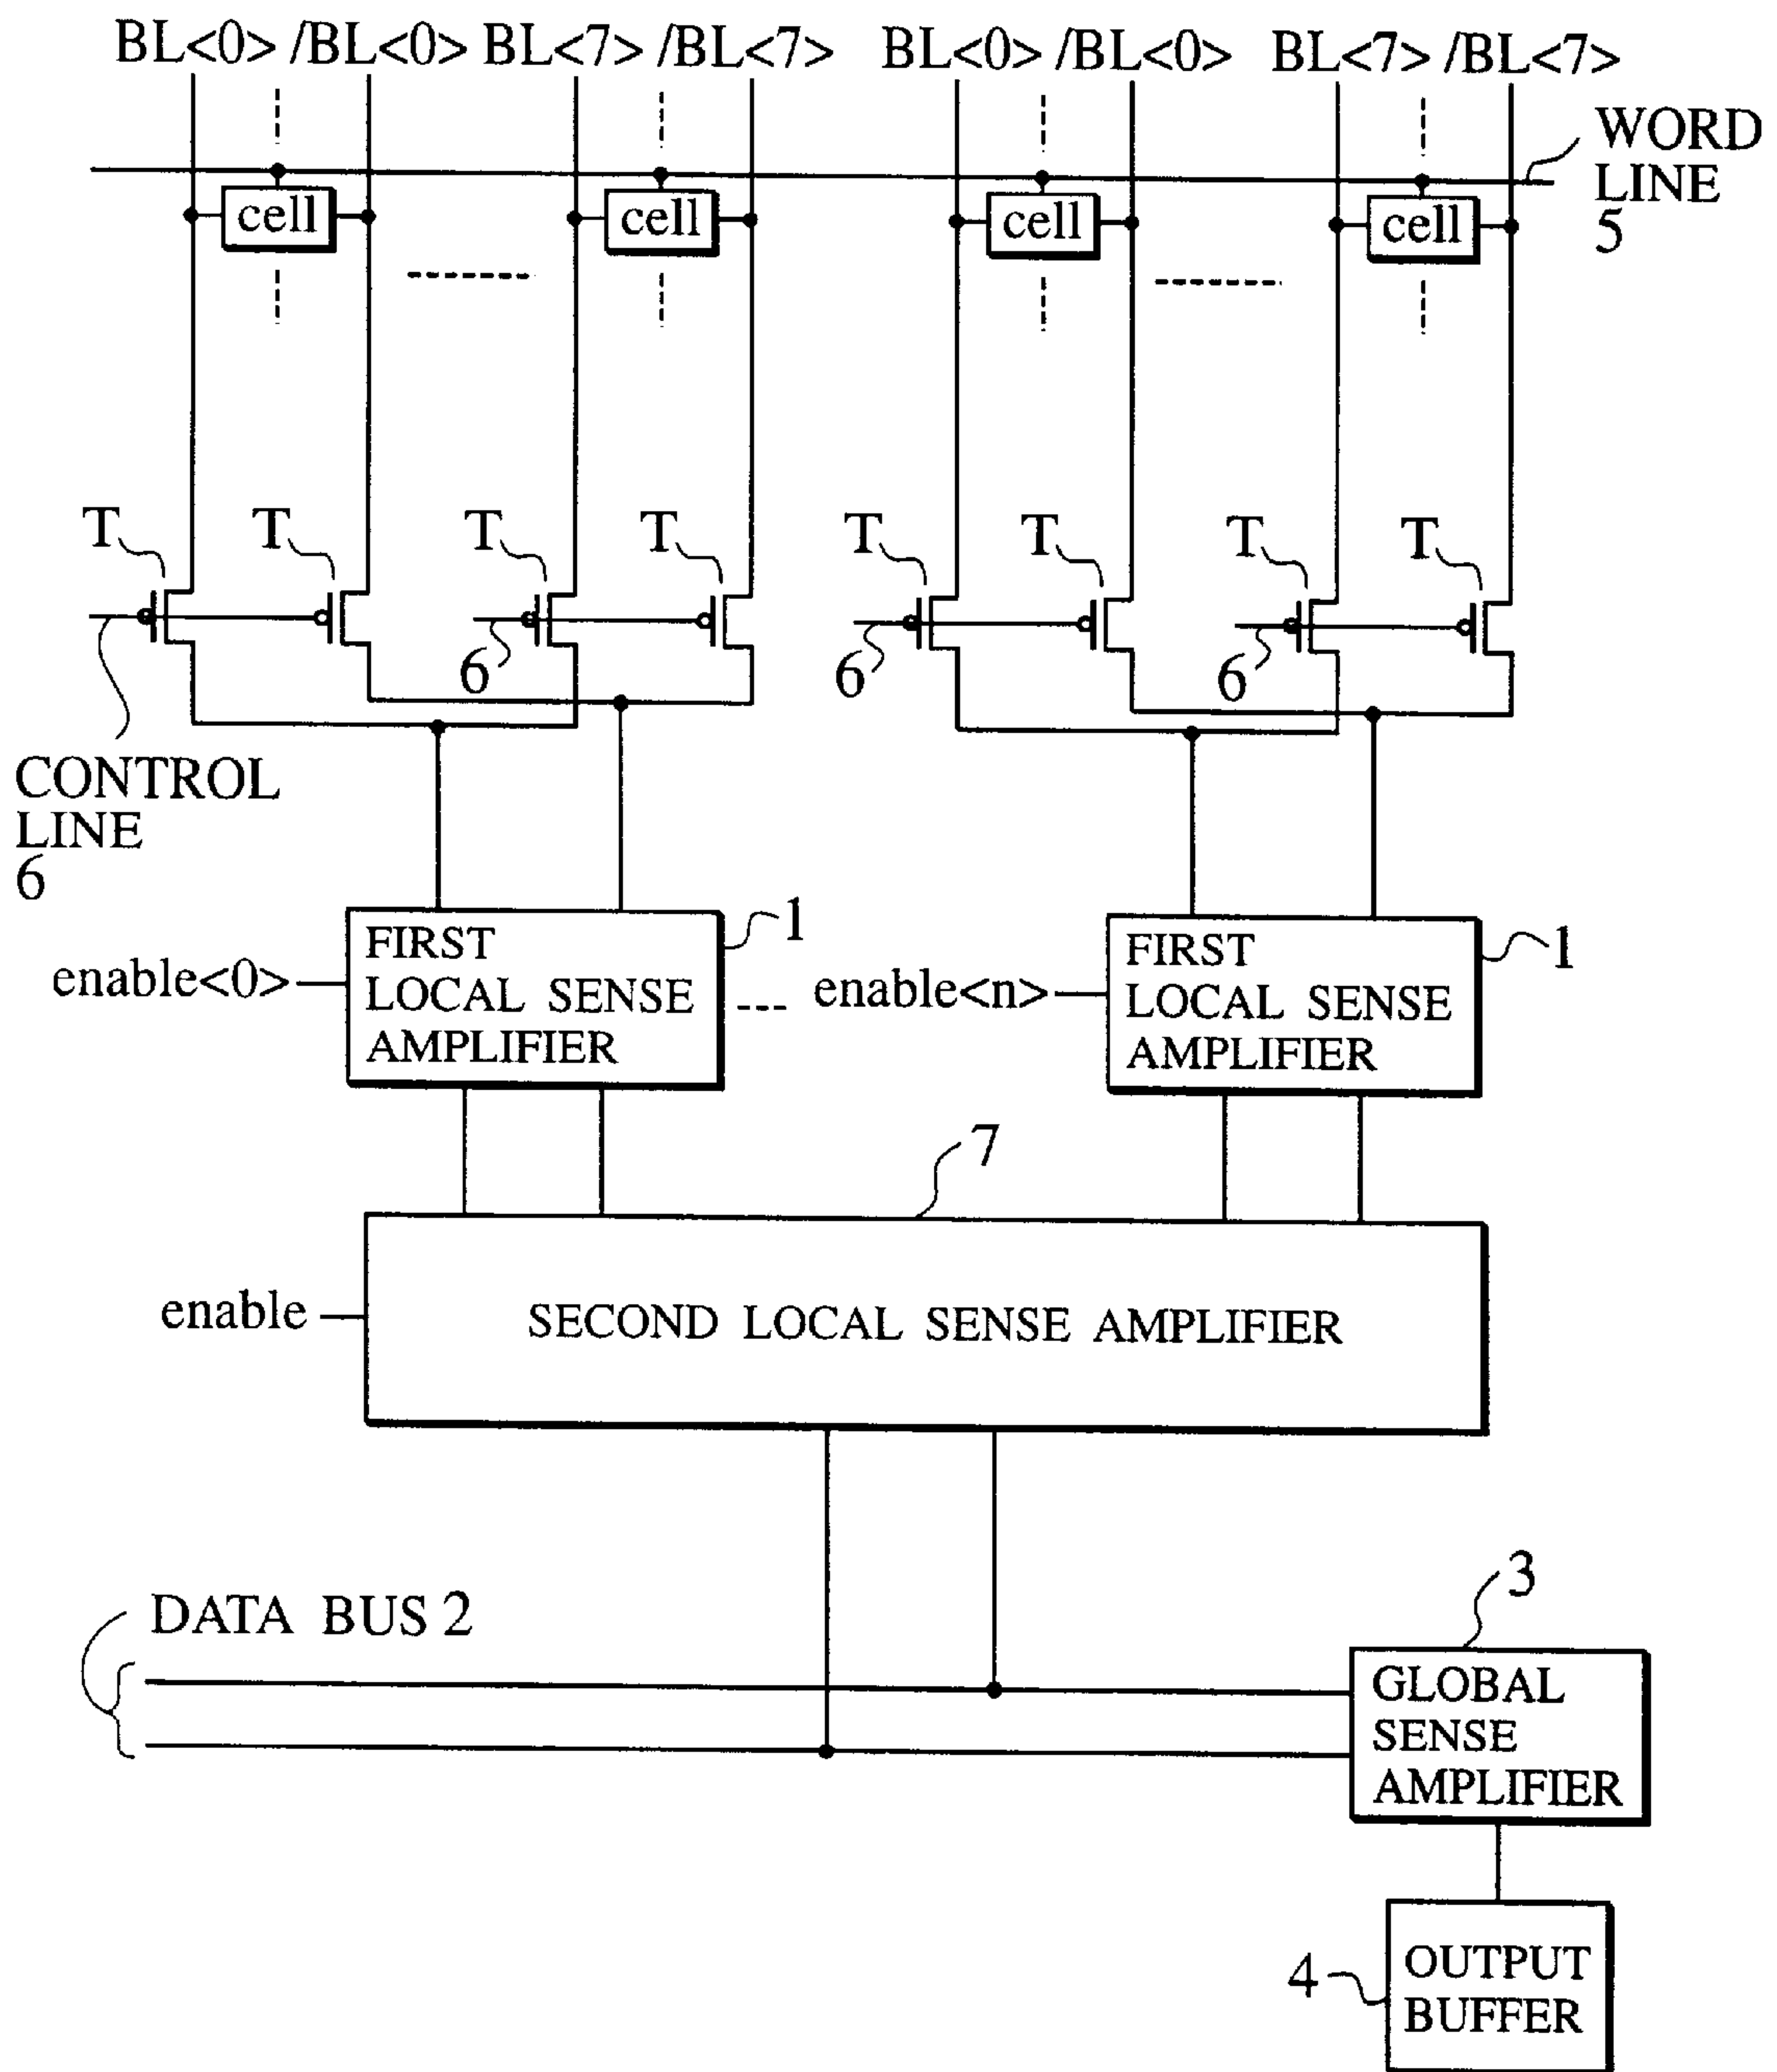 BL<0> /BL<0> BL<7> /BL<7> BL<0> /BL<0> BL<7> /BL<7>
WORD
LINE
5
cell cell cell cell
T T T T T T T T
6 6 6
CONTROL
LINE
6
1
FIRST
LOCAL SENSE
AMPLIFIER
enable<0>
---
enable<n>
1
FIRST
LOCAL SENSE
AMPLIFIER
7
enable
SECOND LOCAL SENSE AMPLIFIER
DATA BUS 2
3
GLOBAL
SENSE
AMPLIFIER
4
OUTPUT
BUFFER